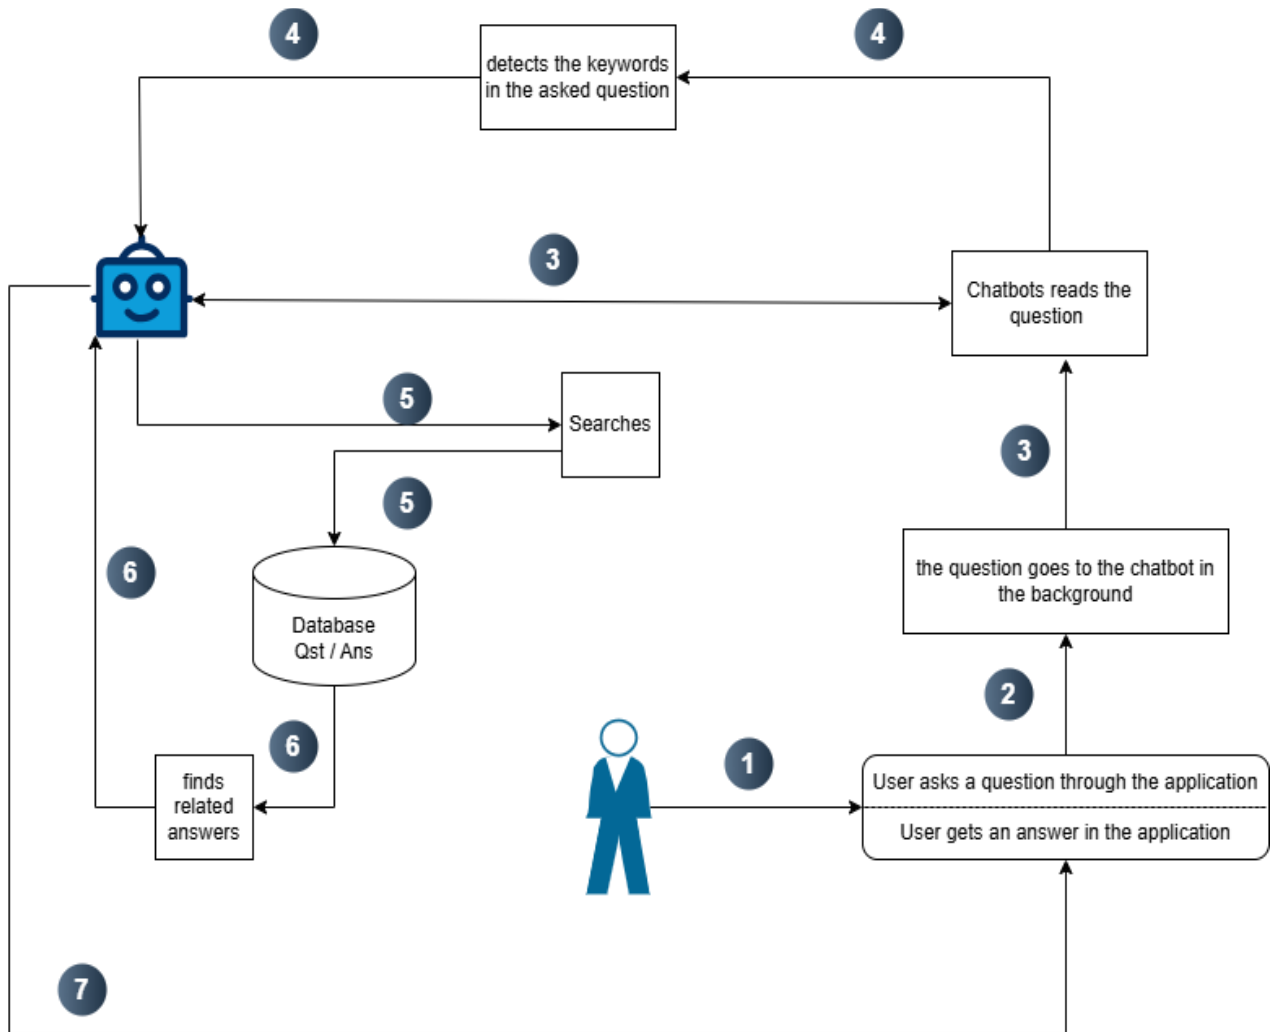 4
4
detects the keywords
in the asked question
3
Chatbots reads the
question
5
Searches
3
5
6
the question goes to the chatbot in
the background
Database
Qst / Ans
2
6
1
finds
related
answers
User asks a question through the application
User gets an answer in the application
7